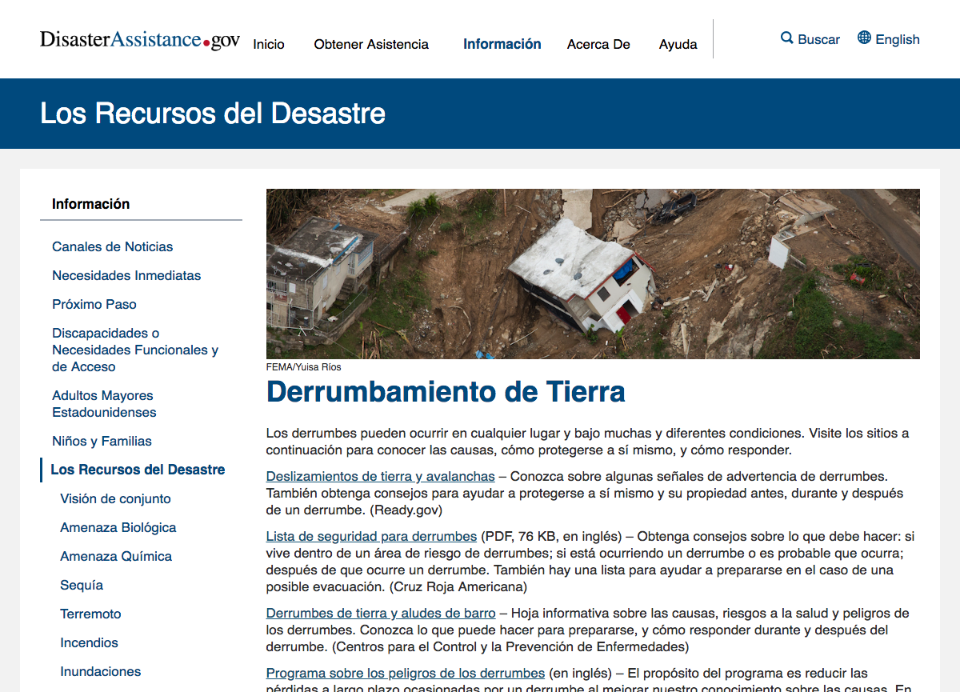 DisasterAssistance.gov
Inicio
Obtener Asistencia
Información
Acerca De
Ayuda
Buscar
English
Los Recursos del Desastre
Información
Canales de Noticias
Necesidades Inmediatas
Próximo Paso
Discapacidades o
Necesidades Funcionales y
de Acceso
Adultos Mayores
Estadounidenses
Niños y Familias
Los Recursos del Desastre
Visión de conjunto
Amenaza Biológica
Amenaza Química
Sequía
Terremoto
Incendios
Inundaciones
FEMA/Yuisa Rios
Derrumbamiento de Tierra
Los derrumbes pueden ocurrir en cualquier lugar y bajo muchas y diferentes condiciones. Visite los sitios a
continuación para conocer las causas, cómo protegerse a sí mismo, y cómo responder.
Deslizamientos de tierra y avalanchas – Conozca sobre algunas señales de advertencia de derrumbes.
También obtenga consejos para ayudar a protegerse a sí mismo y su propiedad antes, durante y después
de un derrumbe. (Ready.gov)
Lista de seguridad para derrumbes (PDF, 76 KB, en inglés) – Obtenga consejos sobre lo que debe hacer: si
vive dentro de un área de riesgo de derrumbes; si está ocurriendo un derrumbe o es probable que ocurra;
después de que ocurre un derrumbe. También hay una lista para ayudar a prepararse en el caso de una
posible evacuación. (Cruz Roja Americana)
Derrumbes de tierra y aludes de barro – Hoja informativa sobre las causas, riesgos a la salud y peligros de
los derrumbes. Conozca lo que puede hacer para prepararse, y cómo responder durante y después del
derrumbe. (Centros para el Control y la Prevención de Enfermedades)
Programa sobre los peligros de los derrumbes (en inglés) – El propósito del programa es reducir las
pérdidas a largo plazo ocasionadas por un derrumbe al mejorar nuestro conocimiento sobre las causas. En